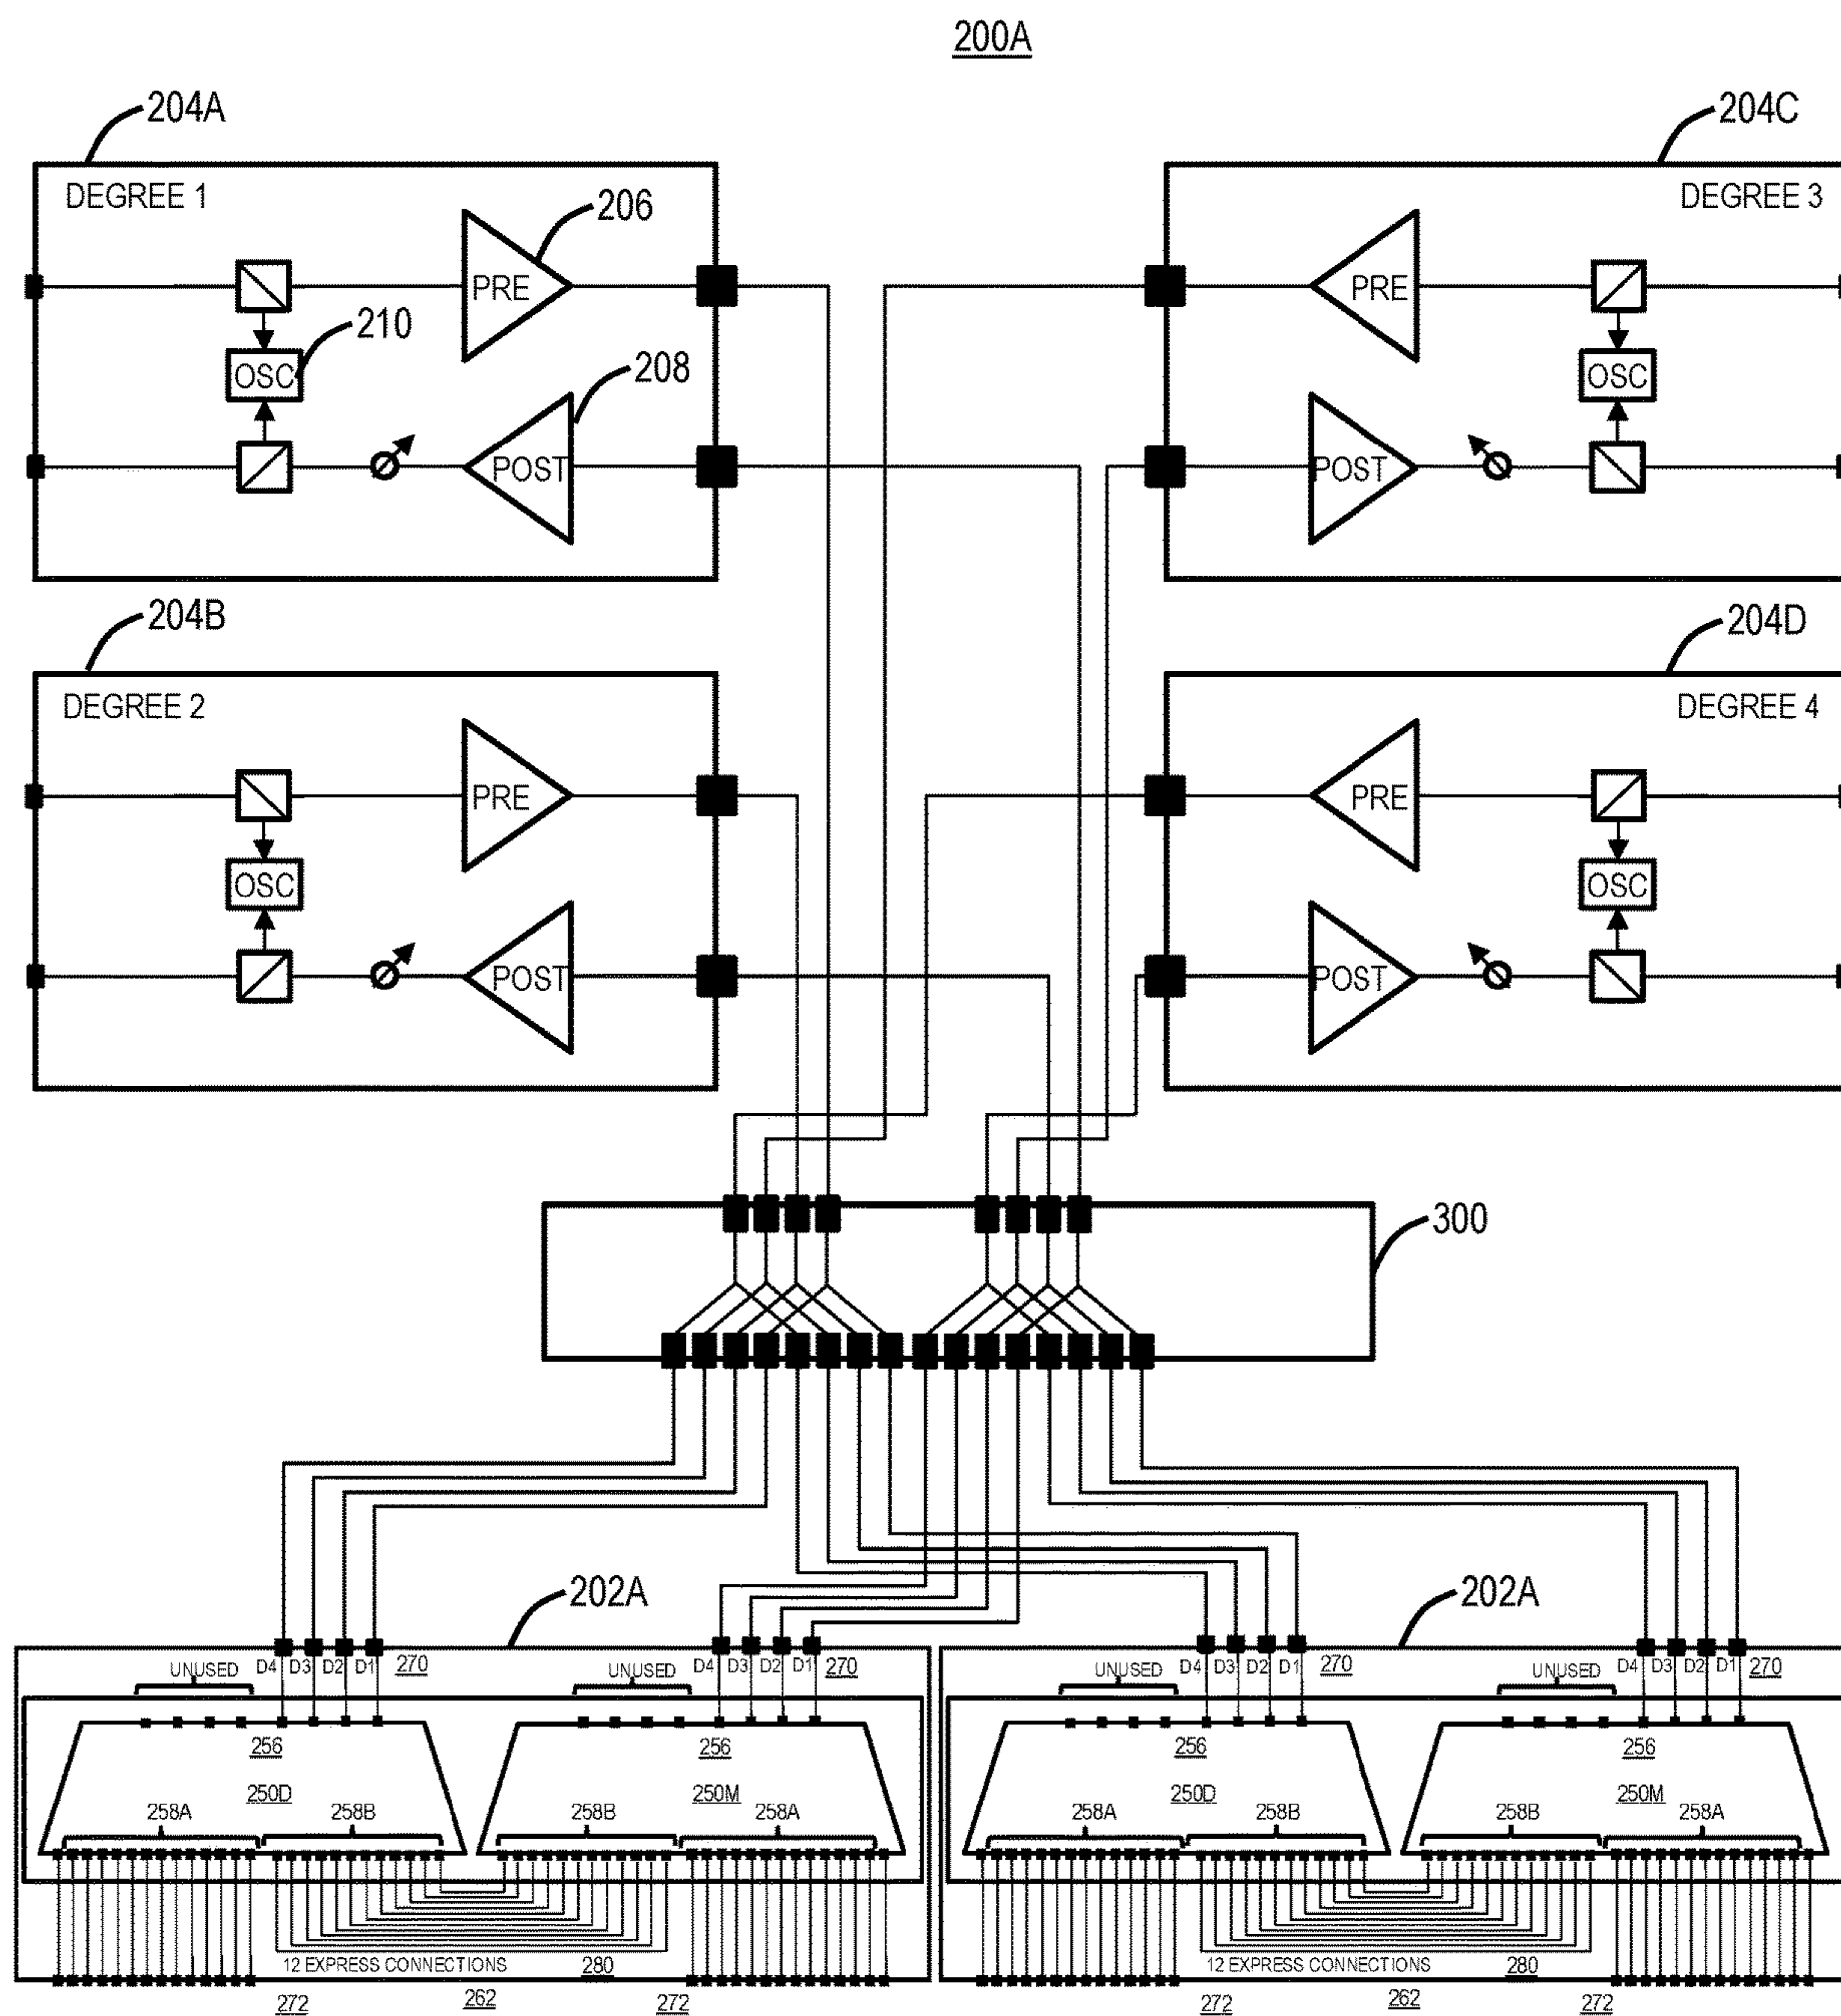 200A
204A
204C
DEGREE 1
206
PRE
210
OSC
208
POST
DEGREE 3
PRE
OSC
POST
204B
204D
DEGREE 2
PRE
OSC
POST
DEGREE 4
PRE
OSC
POST
300
202A
202A
UNUSED D4 D3 D2 D1 270
UNUSED D4 D3 D2 D1 270
UNUSED D4 D3 D2 D1 270
UNUSED D4 D3 D2 D1 270
256
250D
258A 258B
256
250M
258B 258A
256
250D
258A 258B
256
250M
258B 258A
12 EXPRESS CONNECTIONS 280
12 EXPRESS CONNECTIONS 280
272 262 272
272 262 272